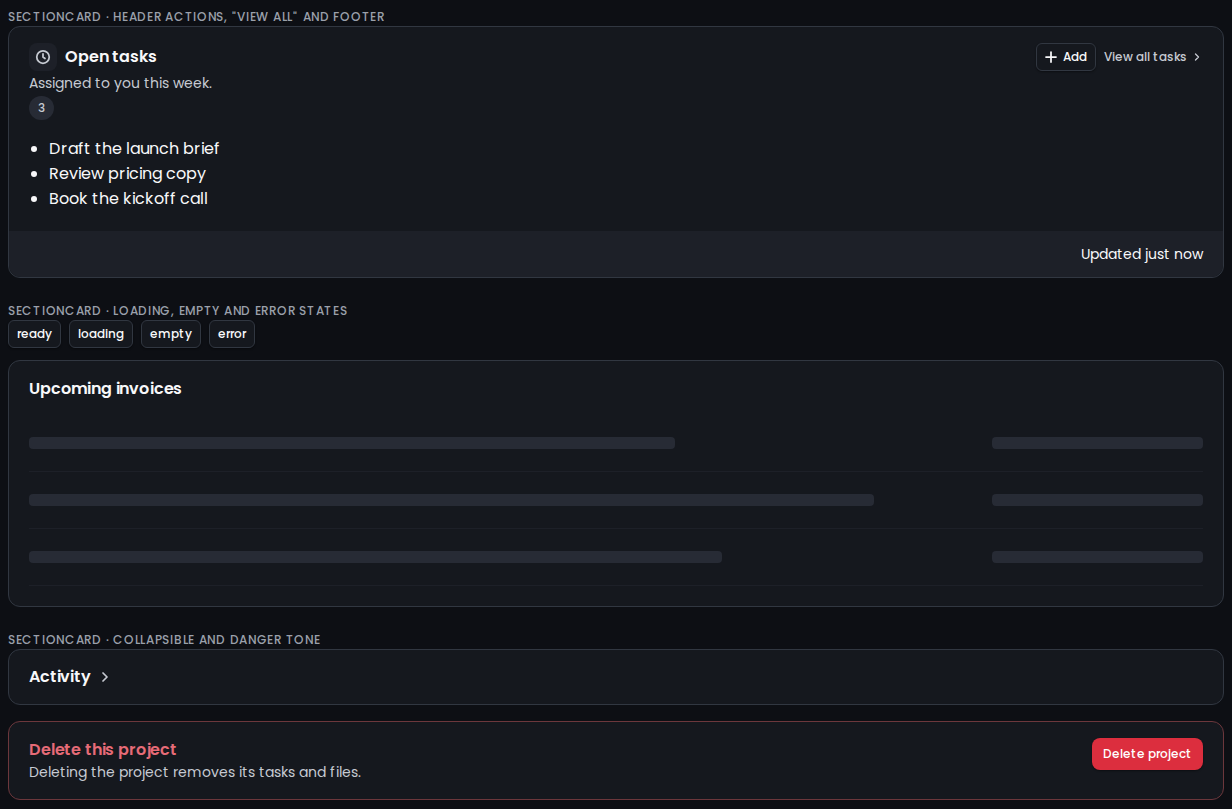 SECTIONCARD · HEADER ACTIONS, "VIEW ALL" AND FOOTER
Open tasks
Add
View all tasks
Assigned to you this week.
3
Draft the launch brief
Review pricing copy
Book the kickoff call
Updated just now
SECTIONCARD · LOADING, EMPTY AND ERROR STATES
ready
loading
empty
error
Upcoming invoices
SECTIONCARD · COLLAPSIBLE AND DANGER TONE
Activity
Delete this project
Deleting the project removes its tasks and files.
Delete project